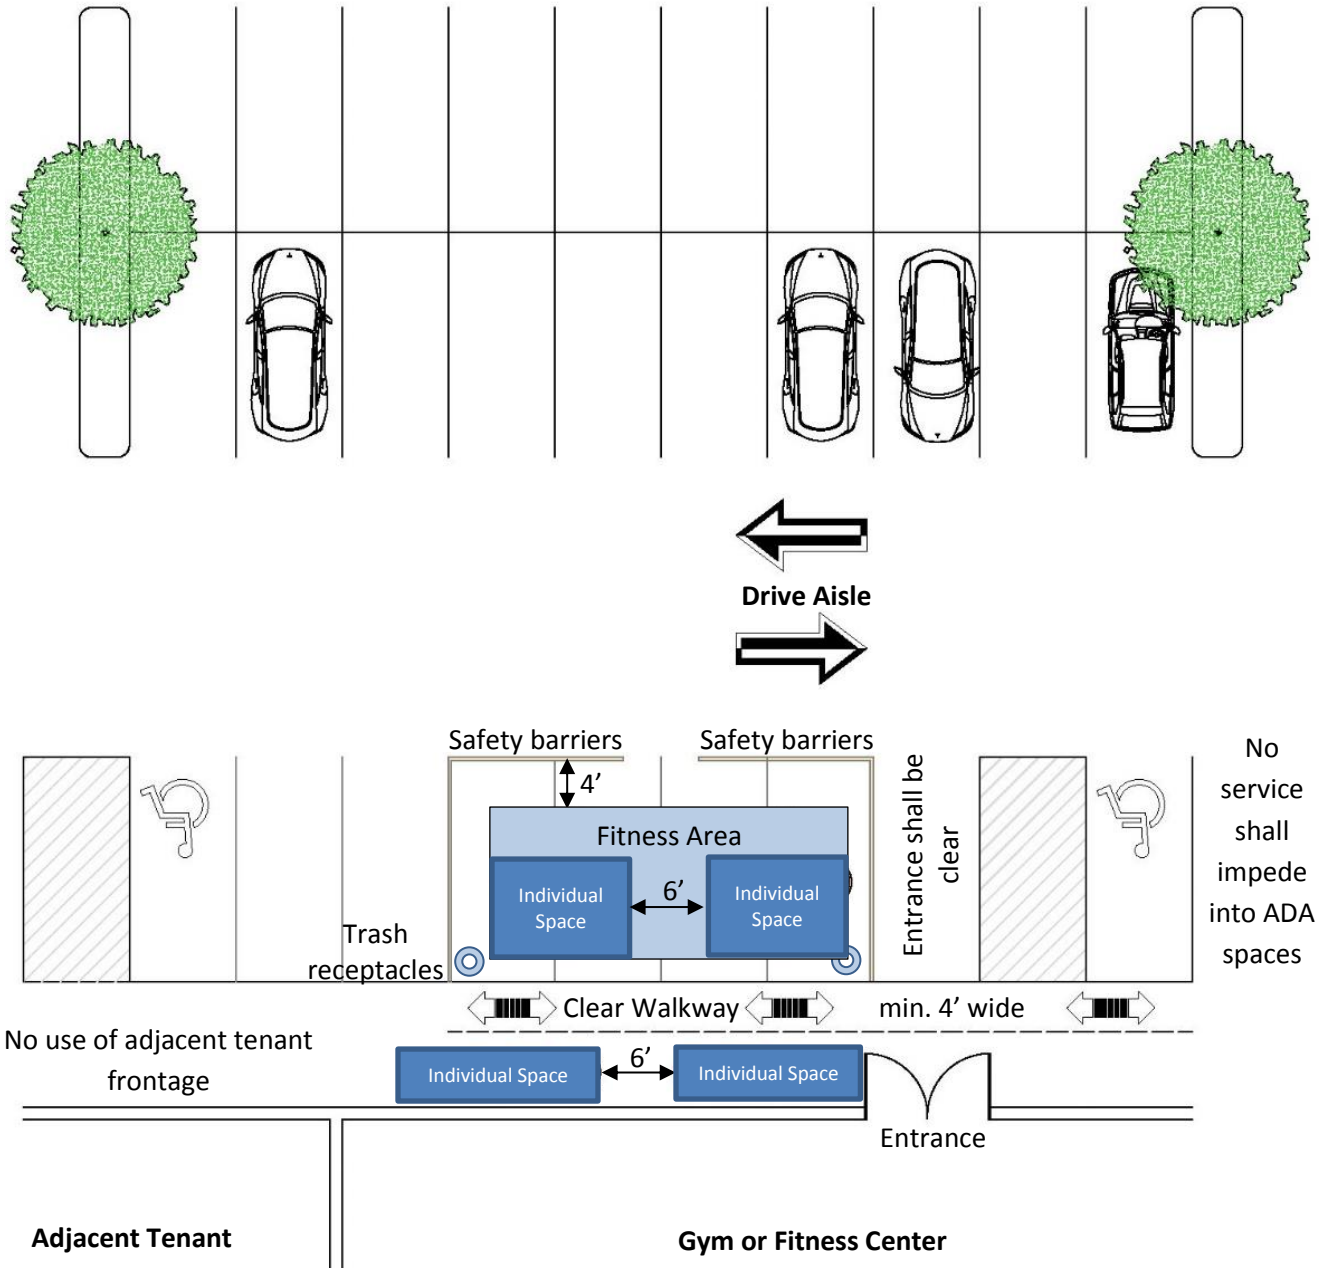 Drive Aisle
Safety barriers
Safety barriers
4’
Fitness Area
Individual
Space
6’
Individual
Space
Entrance shall be
clear
No
service
shall
impede
into ADA
spaces
Trash
receptacles
Clear Walkway
min. 4’ wide
No use of adjacent tenant
frontage
Individual Space
6’
Individual Space
Entrance
Adjacent Tenant
Gym or Fitness Center